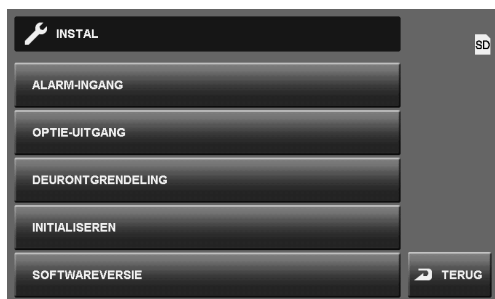 INSTAL
SD
ALARM-INGANG
OPTIE-UITGANG
DEURONTGRENDELING
INITIALISEREN
SOFTWAREVERSIE
TERUG